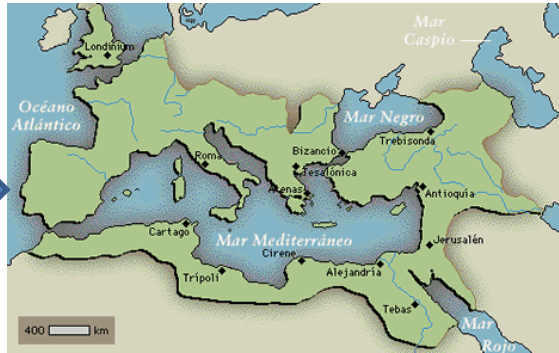 Mar
Caspio
Londinium
Océano
Atlántico
Mar Negro
Trebisonda
Bizancio
Roma
Tesalónica
Atenas
Antioquía
Cartago
Mar Mediterráneo
Cirene
Jerusalén
Trípoli
Alejandría
Tebas
400 km
Mar
Rojo